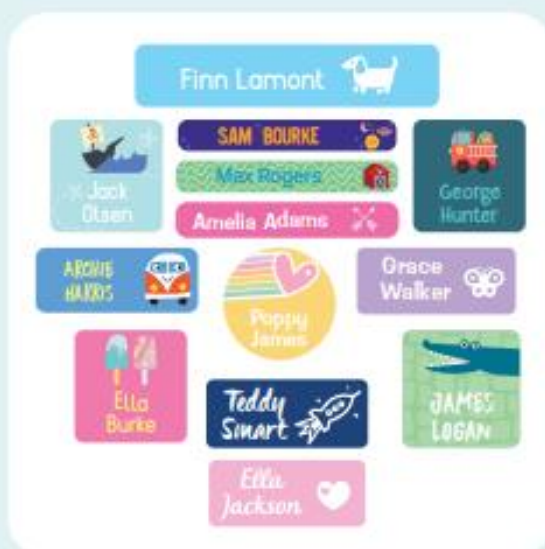 Finn Lamont
SAM BOURKE
Max Rogers
Amelia Adams
Jack
Olsen
George
Hunter
ARCHIE
HARRIS
Poppy
James
Grace
Walker
Ella
Burke
Teddy
Smart
JAMES
LOGAN
Ella
Jackson